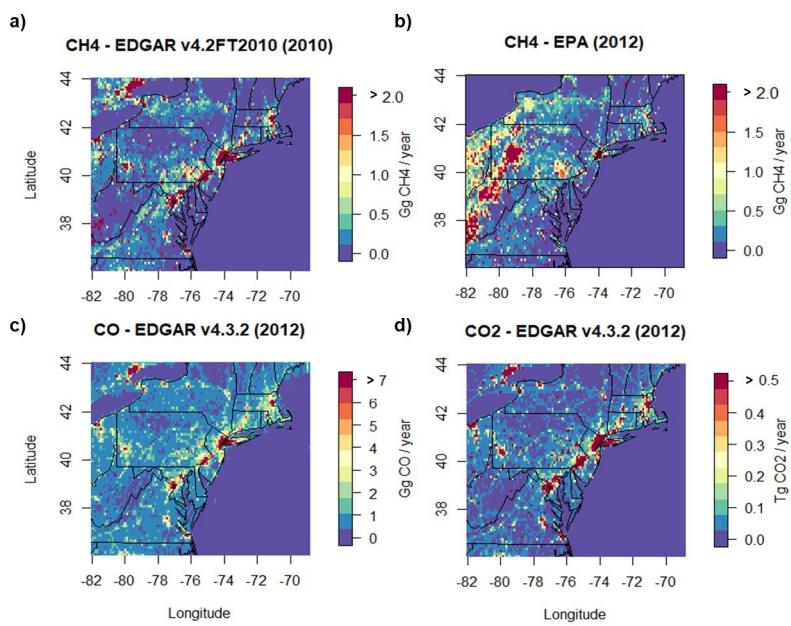 a)
CH4 - EDGAR v4.2FT2010 (2010)
44
42
40
38
Latitude
-82 -80 -78 -76 -74 -72 -70
> 2.0
1.5
1.0
0.5
0.0
Gg CH4 / year
b)
CH4 - EPA (2012)
44
42
40
38
-82 -80 -78 -76 -74 -72 -70
> 2.0
1.5
1.0
0.5
0.0
Gg CH4 / year
c)
CO - EDGAR v4.3.2 (2012)
44
42
40
38
Latitude
-82 -80 -78 -76 -74 -72 -70
Longitude
> 7
6
5
4
3
2
1
0
Gg CO / year
d)
CO2 - EDGAR v4.3.2 (2012)
44
42
40
38
-82 -80 -78 -76 -74 -72 -70
Longitude
> 0.5
0.4
0.3
0.2
0.1
0.0
Tg CO2 / year